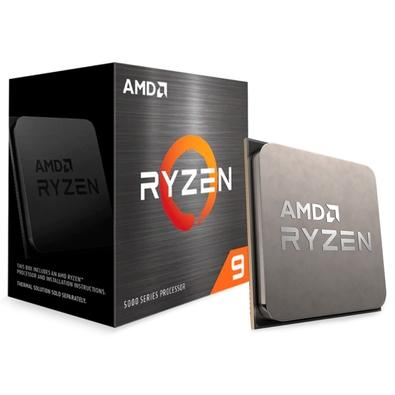 AMD
RYZEN
THIS BOX INCLUDES AN AMD RYZEN™
PROCESSOR AND INSTALLATION INSTRUCTIONS.
THERMAL SOLUTION SOLD SEPARATELY.
AMD
RYZEN
9
5000 SERIES PROCESSOR
AMD
RYZEN